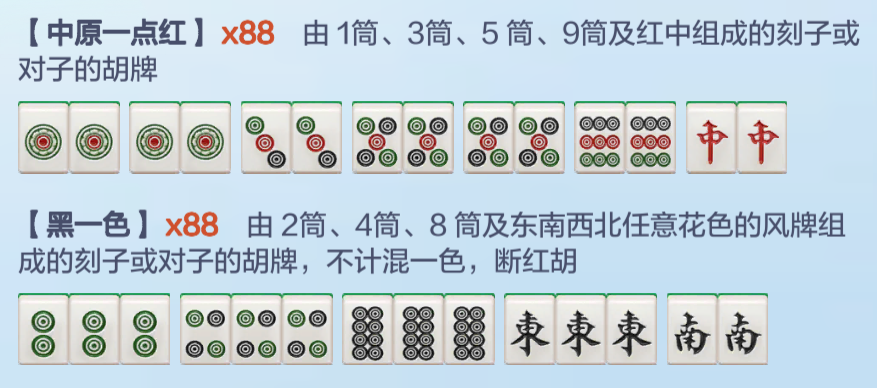 【中原一点红】x88 由 1筒、3筒、5 筒、9筒及红中组成的刻子或
对子的胡牌
中 中
【黑一色】x88 由 2筒、4筒、8 筒及东南西北任意花色的风牌组
成的刻子或对子的胡牌，不计混一色，断红胡
東 東 東 南 南